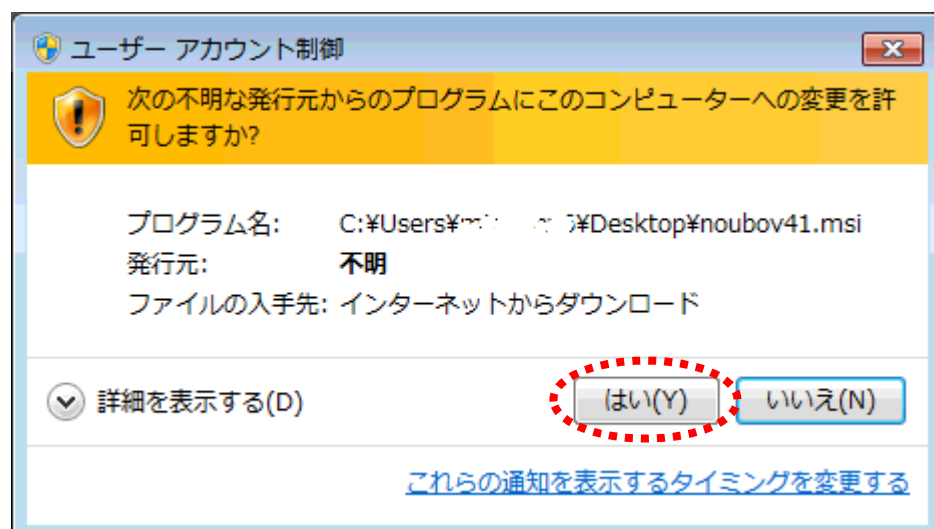 ユーザー アカウント制御
次の不明な発行元からのプログラムにこのコンピューターへの変更を許
可しますか?
プログラム名: C:¥Users¥ ¥Desktop¥noubov41.msi
発行元: 不明
ファイルの入手先: インターネットからダウンロード
詳細を表示する(D) はい(Y) いいえ(N)
これらの通知を表示するタイミングを変更する